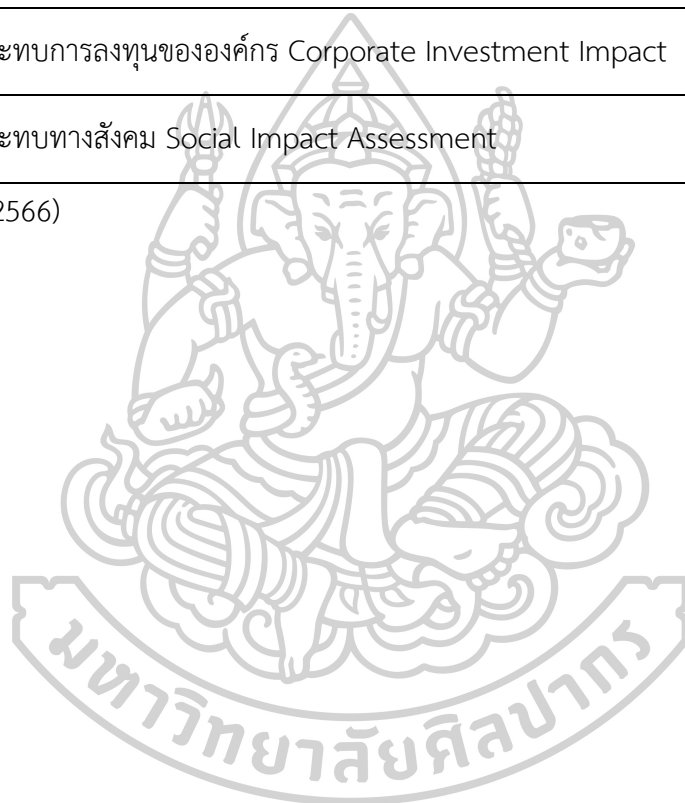 ะทบการลงทุนขององค์กร Corporate Investment Impact
ะทบทางสังคม Social Impact Assessment
2566)
มหาวิทยาลัยศิลปากร